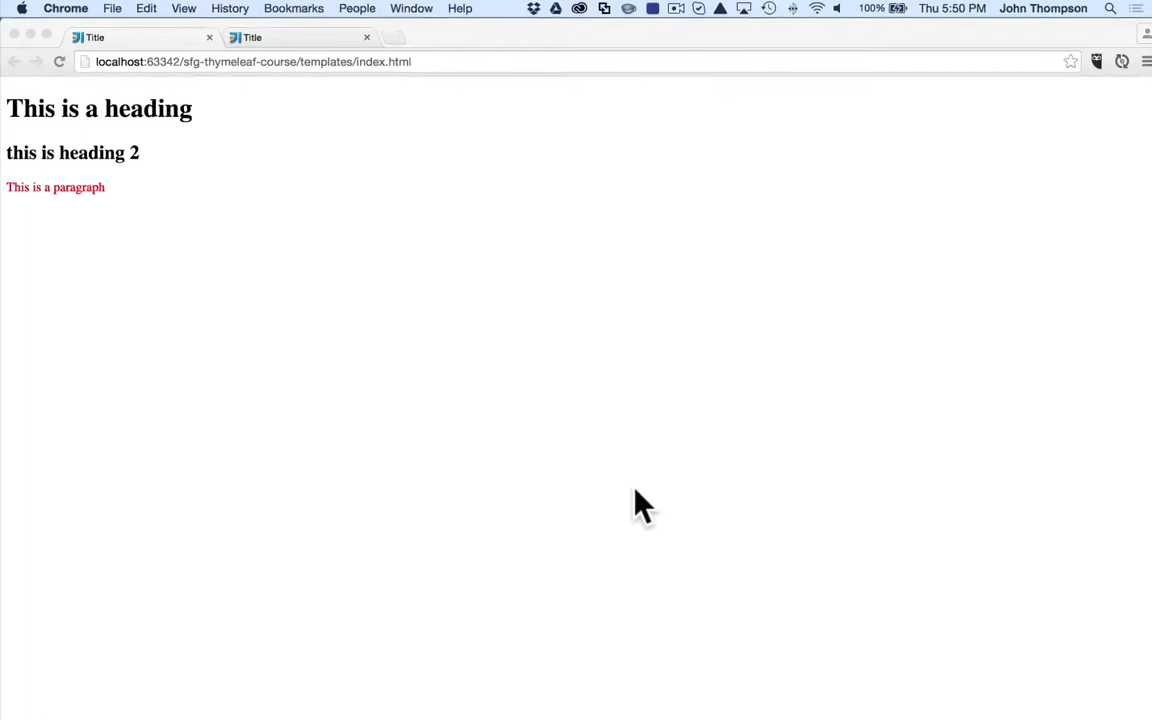 Chrome File Edit View History Bookmarks People Window Help 100% Thu 5:50 PM John Thompson
Title Title
localhost:63342/sfg-thymeleaf-course/templates/index.html
This is a heading
this is heading 2
This is a paragraph